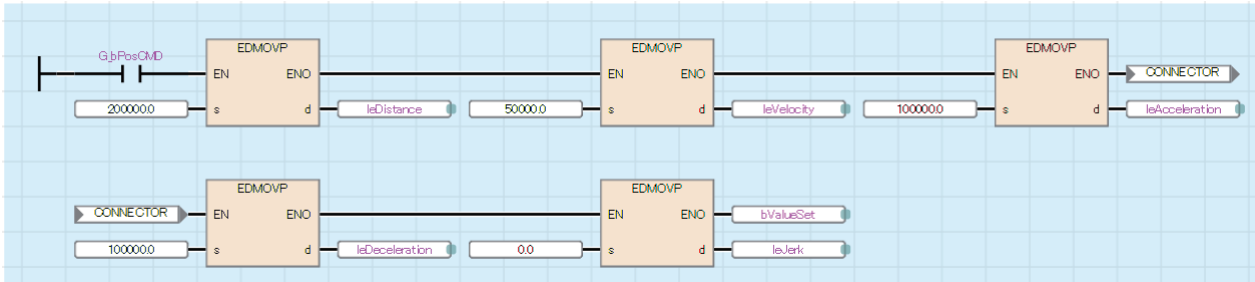 EDMOVP EDMOVP EDMOVP
G_bPosCMD
EN ENO EN ENO EN ENO CONNECTOR
200000.0 s d leDistance 50000.0 s d leVelocity 100000.0 s d leAcceleration
EDMOVP EDMOVP
CONNECTOR EN ENO EN ENO bValueSet
100000.0 s d leDeceleration 0.0 s d leJerk